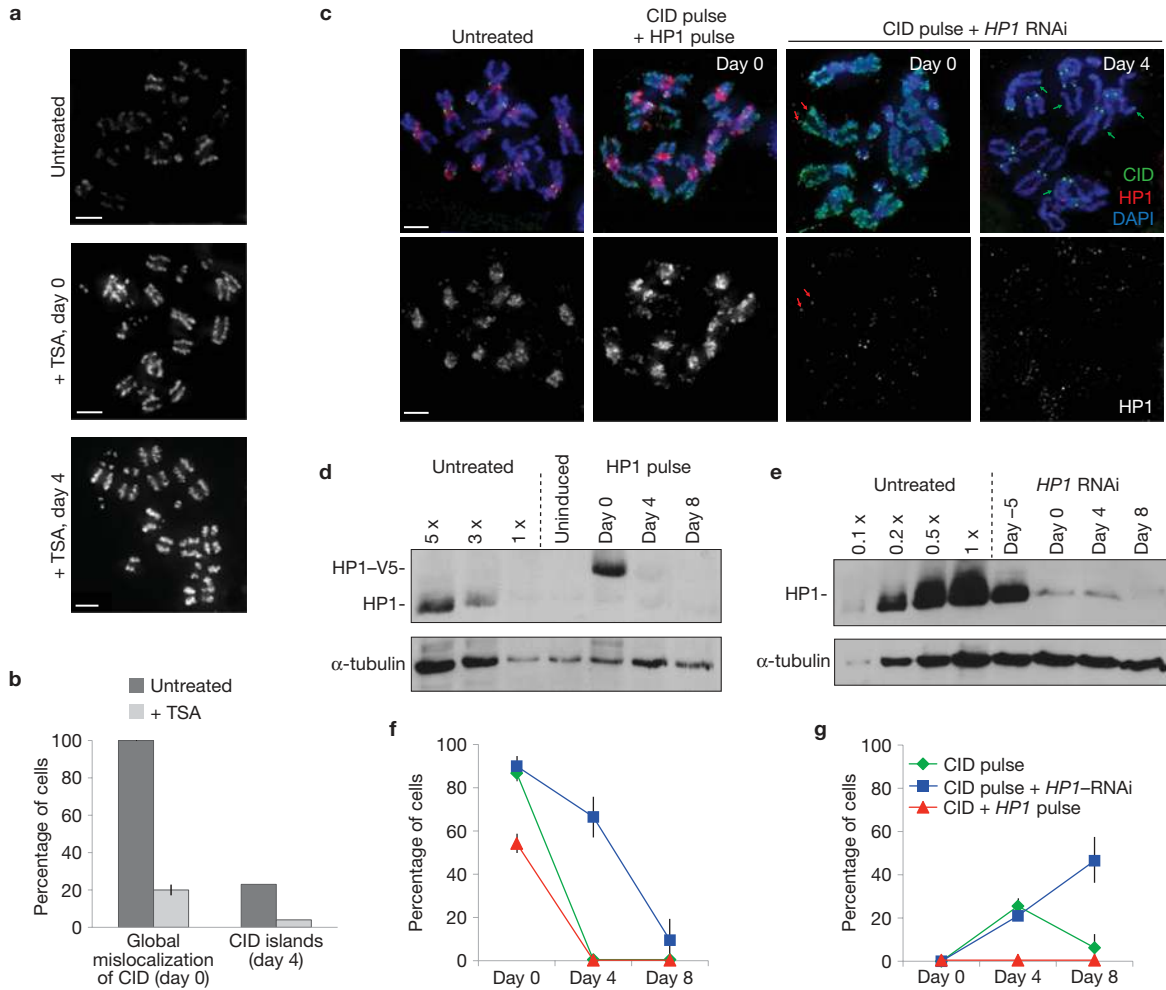 a
Untreated
+ TSA, day 0
+ TSA, day 4
b
Untreated
+ TSA
Percentage of cells
100
80
60
40
20
0
Global
mislocalization
of CID (day 0)
CID islands
(day 4)
c
Untreated
CID pulse
+ HP1 pulse
CID pulse + HP1 RNAi
Day 0
Day 0
Day 4
CID
HP1
DAPI
HP1
d
Untreated
HP1 pulse
5 x
3 x
1 x
Uninduced
Day 0
Day 4
Day 8
HP1–V5-
HP1-
α-tubulin
e
Untreated
HP1 RNAi
0.1 x
0.2 x
0.5 x
1 x
Day –5
Day 0
Day 4
Day 8
HP1-
α-tubulin
f
Percentage of cells
100
80
60
40
20
0
Day 0
Day 4
Day 8
g
CID pulse
CID pulse + HP1–RNAi
CID + HP1 pulse
Percentage of cells
100
80
60
40
20
0
Day 0
Day 4
Day 8